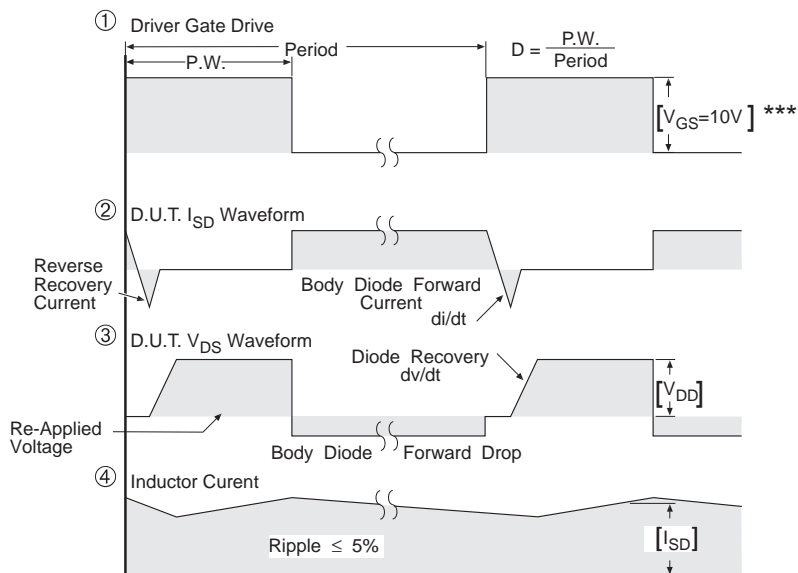 ① Driver Gate Drive
Period
P.W.
D = P.W. / Period
[VGS=10V] ***
② D.U.T. ISD Waveform
Reverse
Recovery
Current
Body Diode Forward
Current
di/dt
③ D.U.T. VDS Waveform
Diode Recovery
dv/dt
[VDD]
Re-Applied
Voltage
Body Diode Forward Drop
④ Inductor Curent
Ripple ≤ 5%
[ISD]